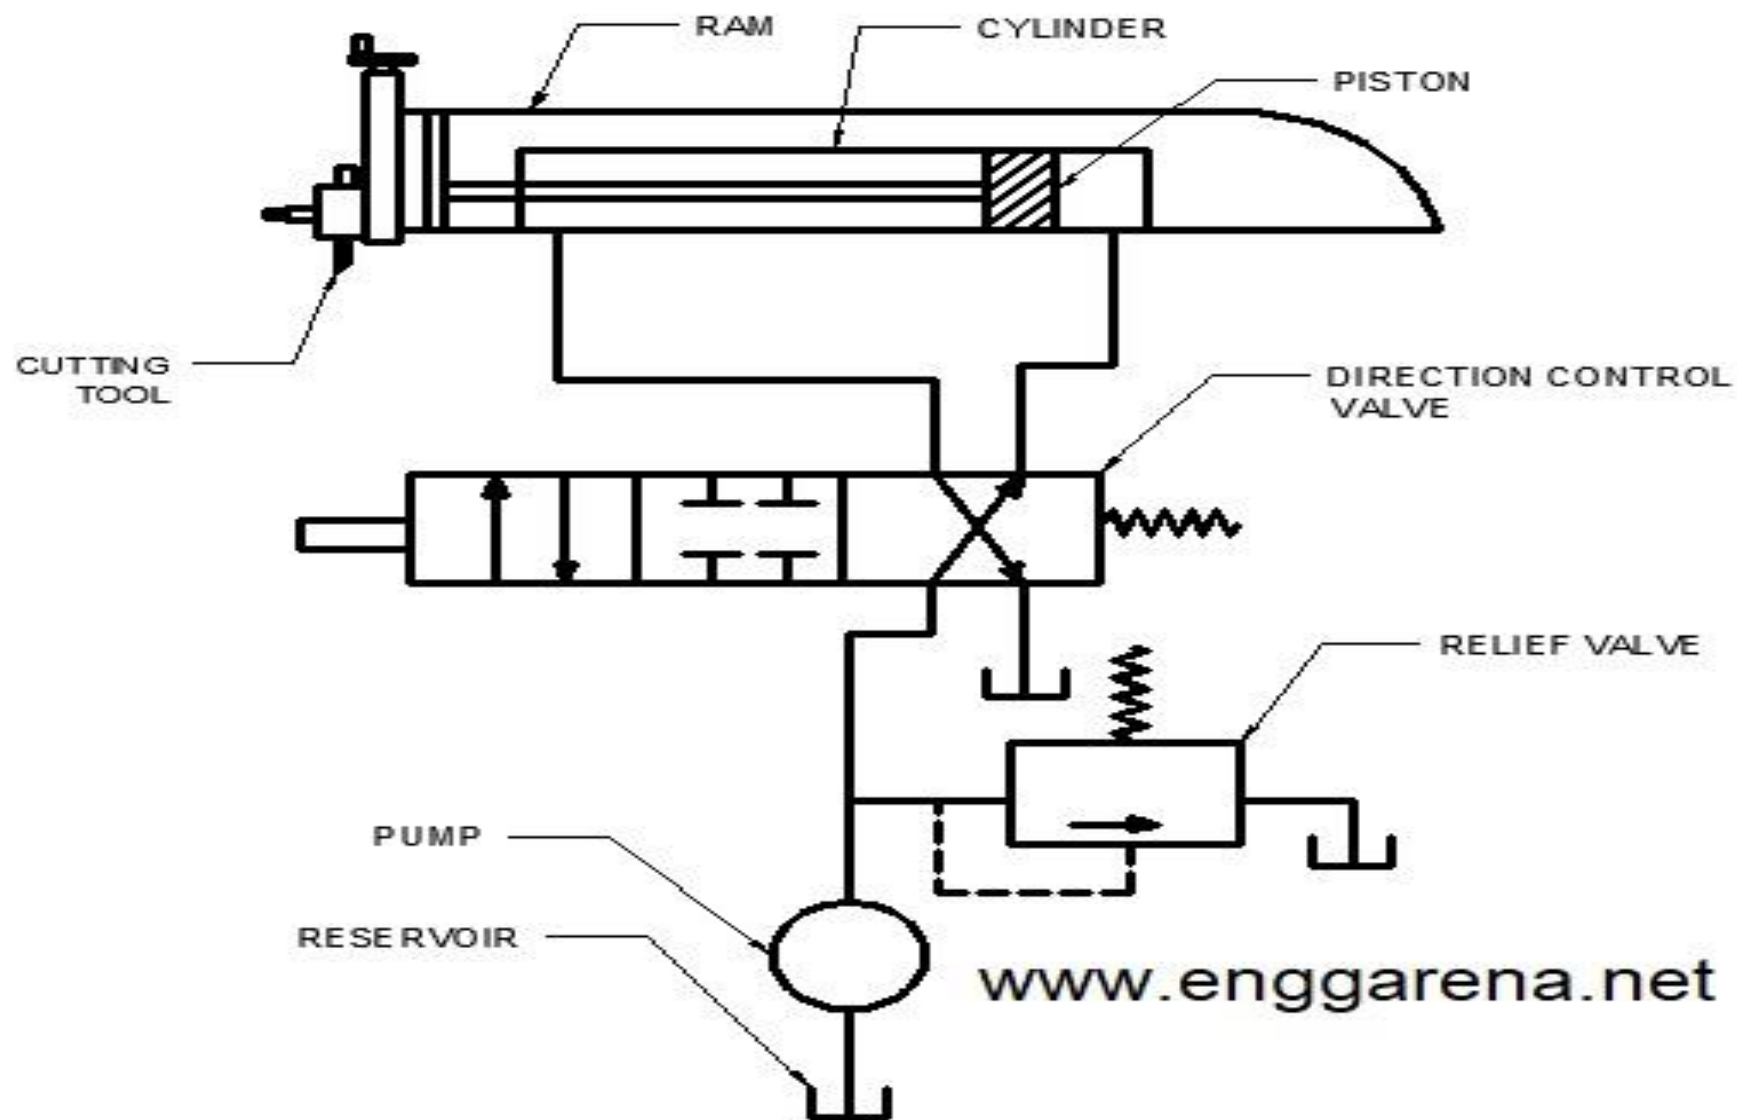 RAM
CYLINDER
PISTON
CUTTING
TOOL
DIRECTION CONTROL
VALVE
RELIEF VALVE
PUMP
RESERVOIR
www.enggarena.net